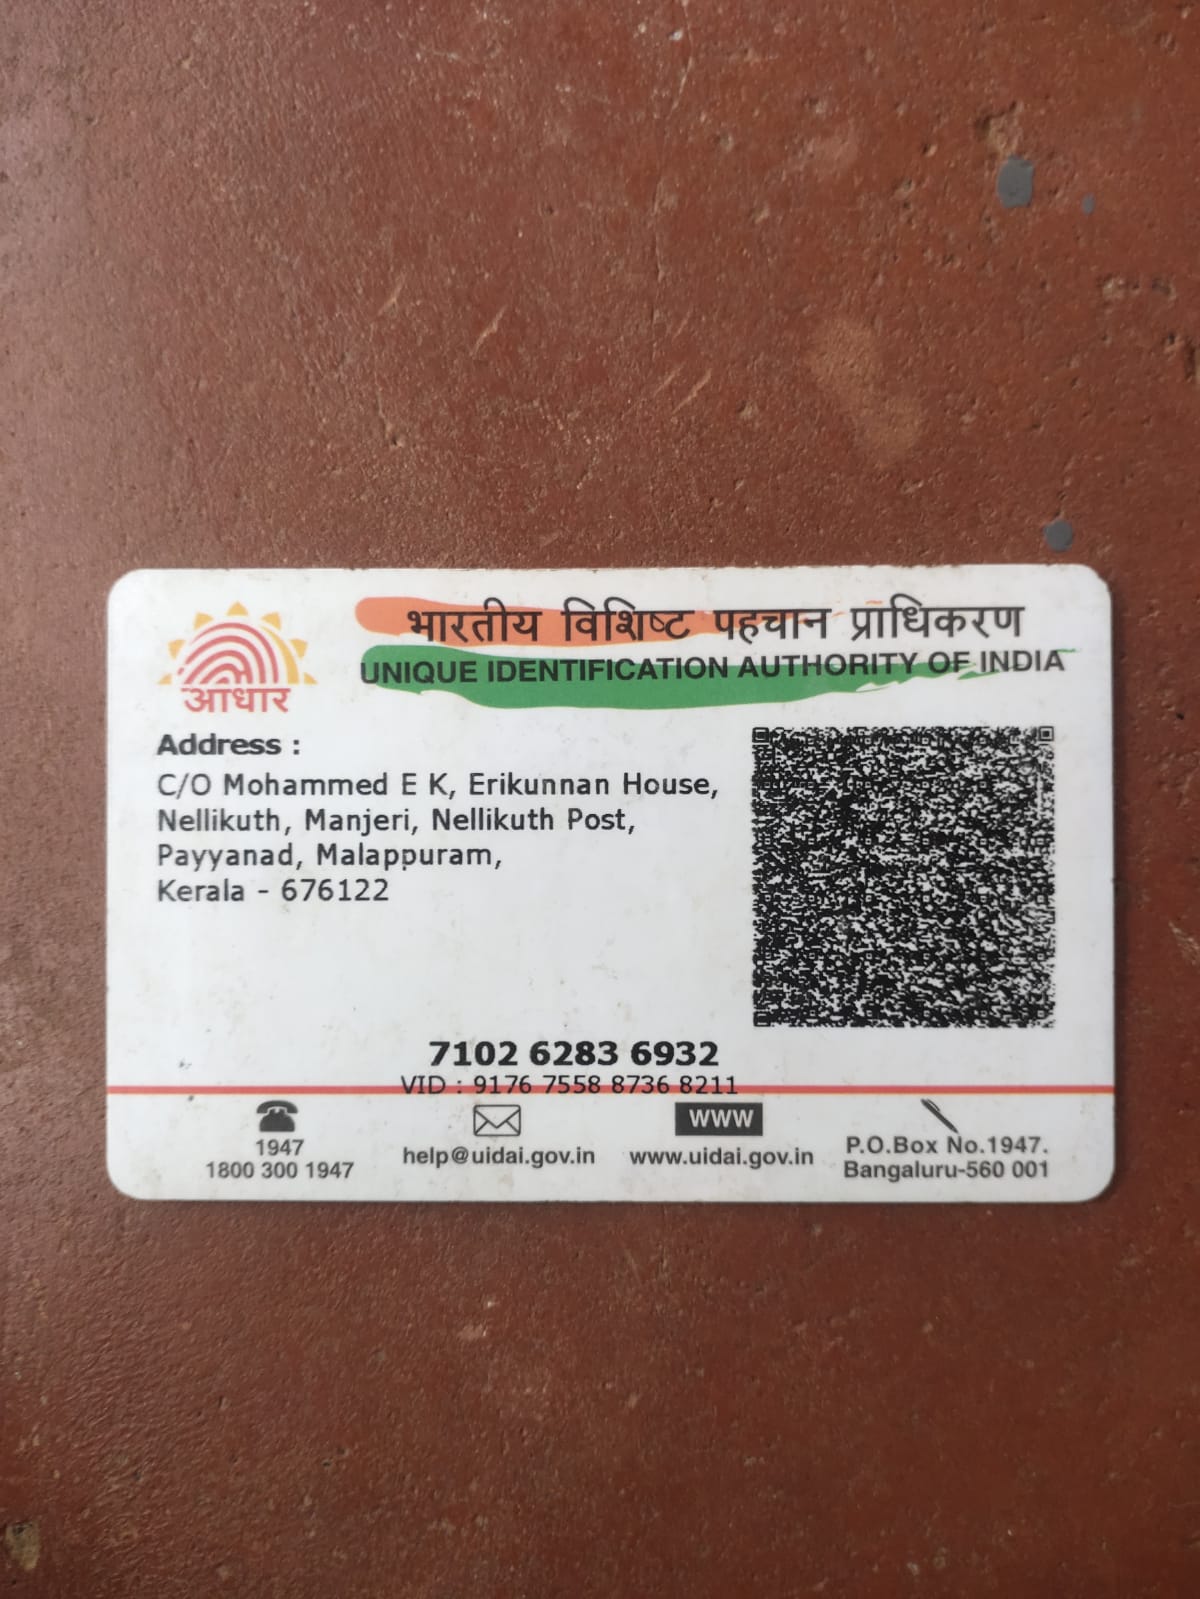 आधार
भारतीय विशिष्ट पहचान प्राधिकरण
UNIQUE IDENTIFICATION AUTHORITY OF INDIA
Address :
C/O Mohammed E K, Erikunnan House,
Nellikuth, Manjeri, Nellikuth Post,
Payyanad, Malappuram,
Kerala - 676122
7102 6283 6932
VID : 9176 7558 8736 8211
1947
1800 300 1947
help@uidai.gov.in
www
www.uidai.gov.in
P.O.Box No.1947.
Bangaluru-560 001